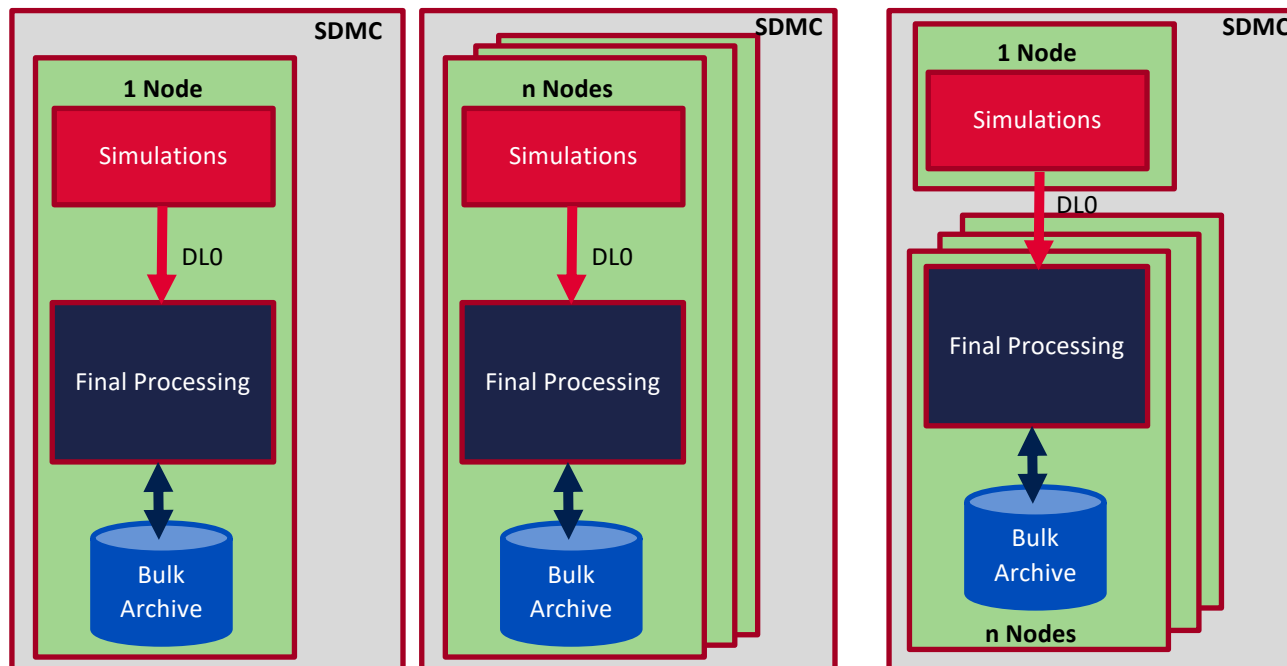 SDMC
1 Node
Simulations
DL0
Final Processing
Bulk
Archive
SDMC
n Nodes
Simulations
DL0
Final Processing
Bulk
Archive
SDMC
1 Node
Simulations
DL0
Final Processing
Bulk
Archive
n Nodes